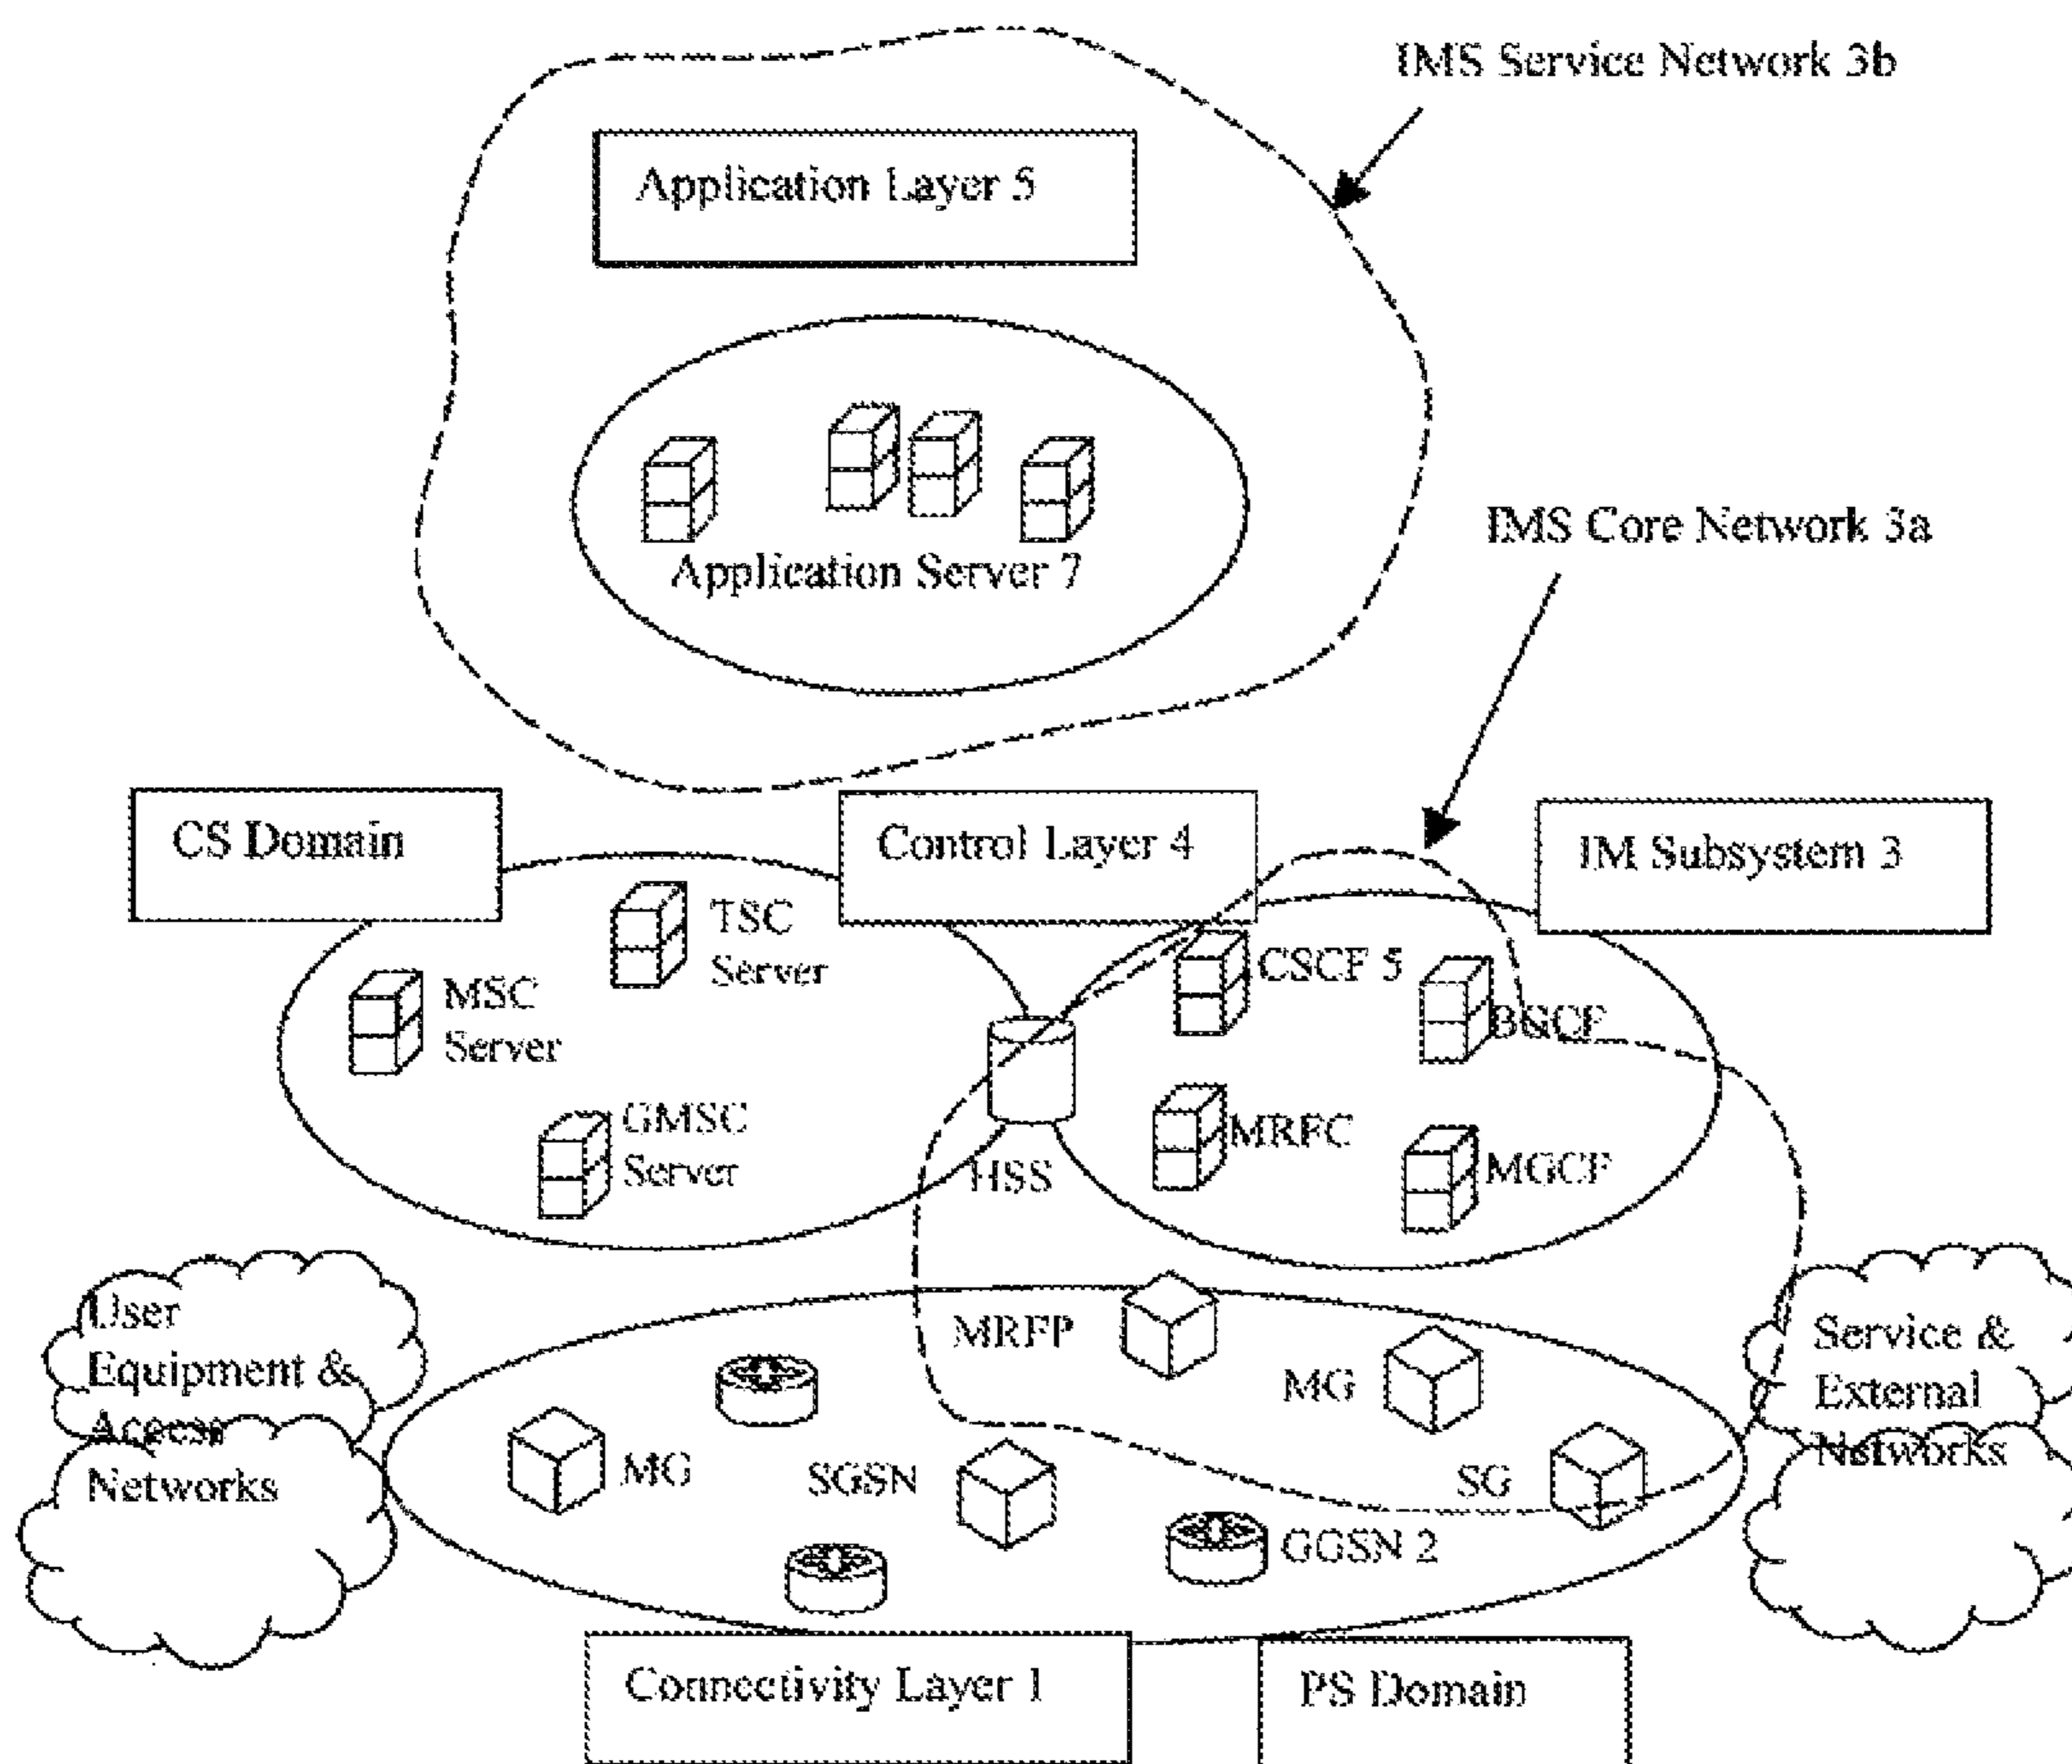 IMS Service Network 3b
Application Layer 5
Application Server 7
IMS Core Network 3a
CS Domain
Control Layer 4
IM Subsystem 3
TSC
Server
MSC
Server
GMSC
Server
HSS
CSCF 5
BGCF
MRFC
MGCF
User
Equipment &
Access
Networks
MRFP
MG
MG
SGSN
SG
GGSN 2
Service &
External
Networks
Connectivity Layer 1
PS Domain